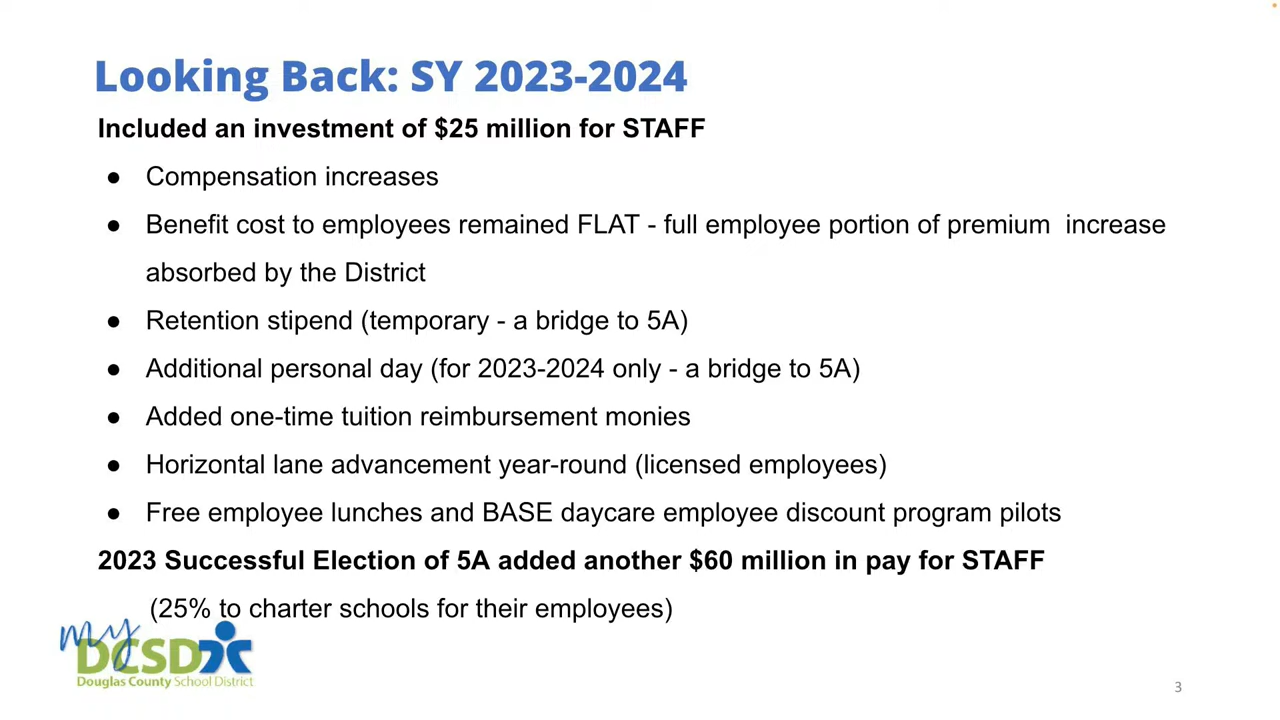 Looking Back: SY 2023-2024
Included an investment of $25 million for STAFF
● Compensation increases
● Benefit cost to employees remained FLAT - full employee portion of premium  increase
absorbed by the District
● Retention stipend (temporary - a bridge to 5A)
● Additional personal day (for 2023-2024 only - a bridge to 5A)
● Added one-time tuition reimbursement monies
● Horizontal lane advancement year-round (licensed employees)
● Free employee lunches and BASE daycare employee discount program pilots
2023 Successful Election of 5A added another $60 million in pay for STAFF
(25% to charter schools for their employees)
my
DCSD
Douglas County School District
3